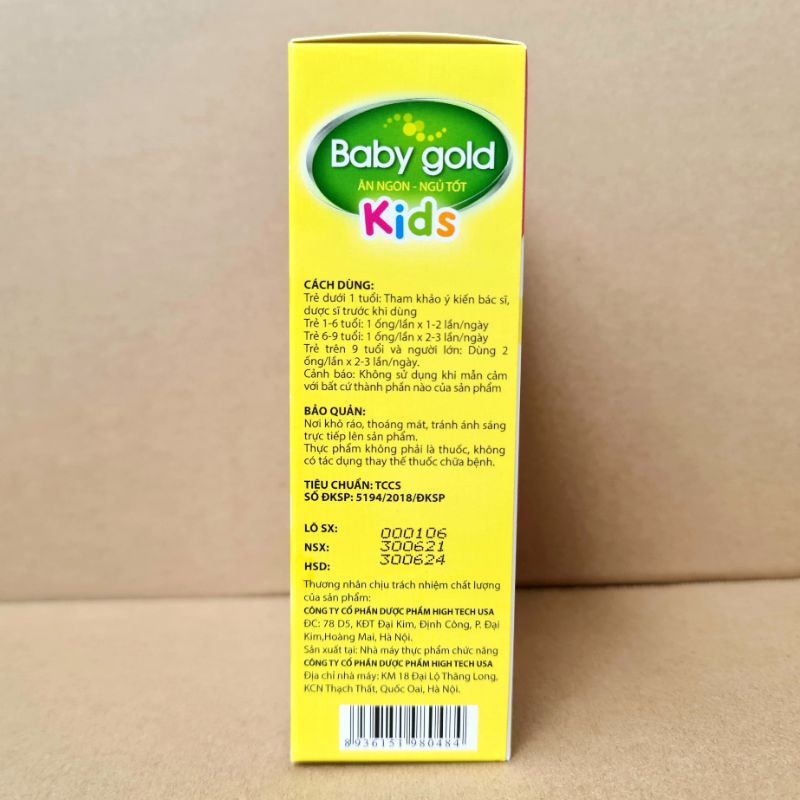 Baby gold
ĂN NGON - NGỦ TỐT
Kids
CÁCH DÙNG:
Trẻ dưới 1 tuổi: Tham khảo ý kiến bác sĩ,
dược sĩ trước khi dùng
Trẻ 1-6 tuổi: 1 ống/lần x 1-2 lần/ngày
Trẻ 6-9 tuổi: 1 ống/lần x 2-3 lần/ngày
Trẻ trên 9 tuổi và người lớn: Dùng 2
ống/lần x 2-3 lần/ngày.
Cảnh báo: Không sử dụng khi mẫn cảm
với bất cứ thành phần nào của sản phẩm
BẢO QUẢN:
Nơi khô ráo, thoáng mát, tránh ánh sáng
trực tiếp lên sản phẩm.
Thực phẩm không phải là thuốc, không
có tác dụng thay thế thuốc chữa bệnh.
TIÊU CHUẨN: TCCS
SỐ ĐKSP: 5194/2018/ĐKSP
LÔ SX: 000106
NSX: 300621
HSD: 300624
Thương nhân chịu trách nhiệm chất lượng
của sản phẩm:
CÔNG TY CỔ PHẦN DƯỢC PHẨM HIGH TECH USA
ĐC: 78 D5, KĐT Đại Kim, Định Công, P. Đại
Kim,Hoàng Mai, Hà Nội.
Sản xuất tại: Nhà máy thực phẩm chức năng
CÔNG TY CỔ PHẦN DƯỢC PHẨM HIGH TECH USA
Địa chỉ nhà máy: KM 18 Đại Lộ Thăng Long,
KCN Thạch Thất, Quốc Oai, Hà Nội.
8 936151 980484